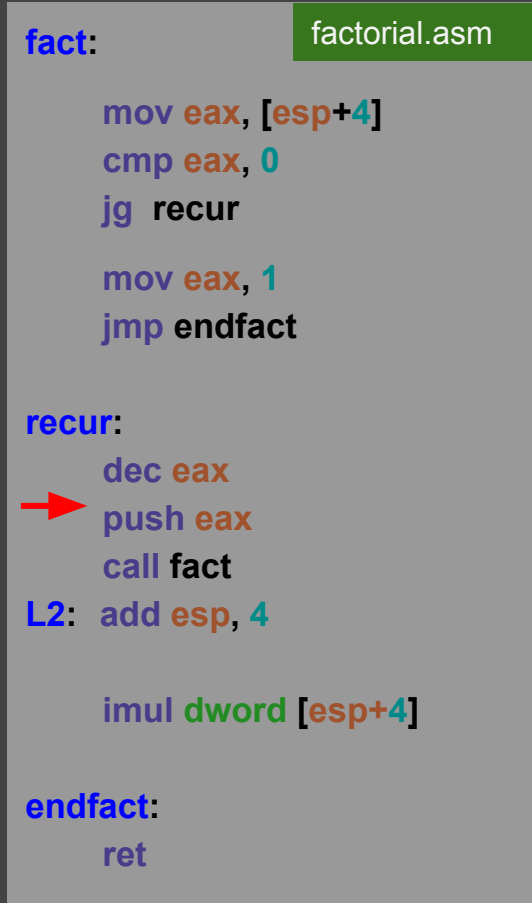 factorial.asm
fact:
mov eax, [esp+4]
cmp eax, 0
jg recur
mov eax, 1
jmp endfact
recur:
dec eax
push eax
call fact
L2: add esp, 4
imul dword [esp+4]
endfact:
ret